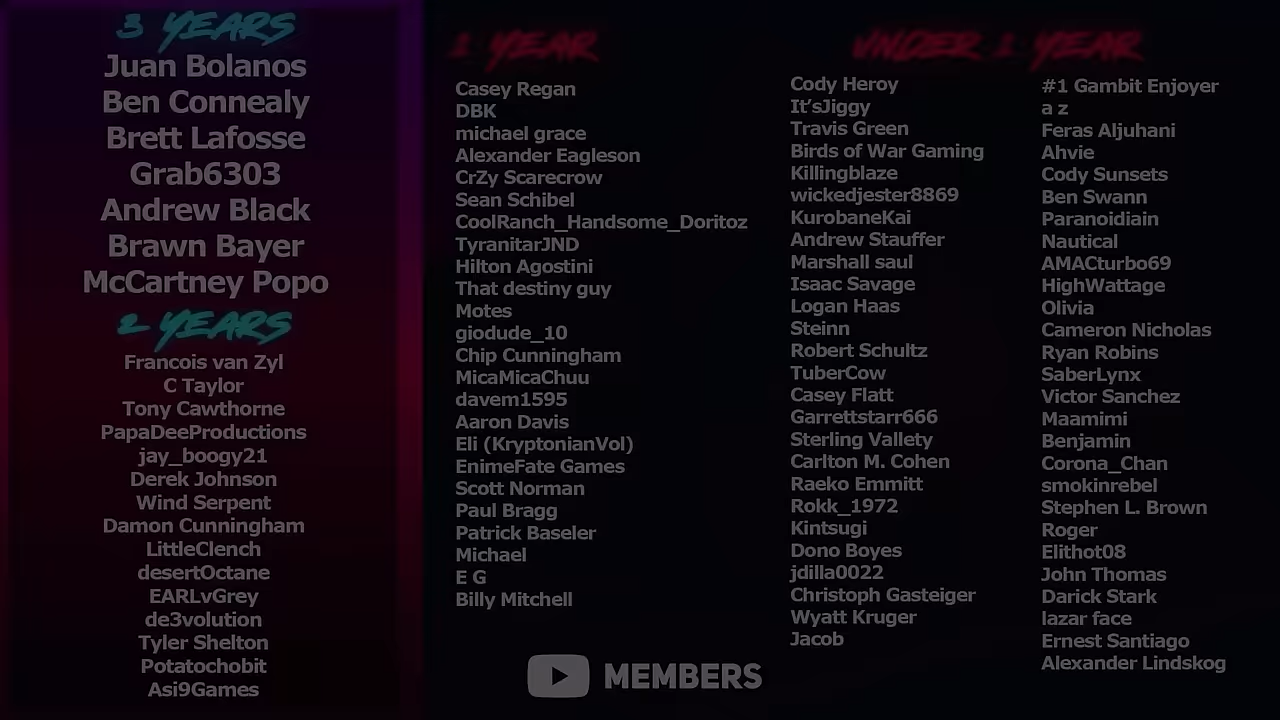 3 YEARS
Juan Bolanos
Ben Connealy
Brett Lafosse
Grab6303
Andrew Black
Brawn Bayer
McCartney Popo
2 YEARS
Francois van Zyl
C Taylor
Tony Cawthorne
PapaDeeProductions
jay_boogy21
Derek Johnson
Wind Serpent
Damon Cunningham
LittleClench
desertOctane
EARLvGrey
de3volution
Tyler Shelton
Potatochobit
Asi9Games
1 YEAR
Casey Regan
DBK
michael grace
Alexander Eagleson
CrZy Scarecrow
Sean Schibel
CoolRanch_Handsome_Doritoz
TyranitarJND
Hilton Agostini
That destiny guy
Motes
giodude_10
Chip Cunningham
MicaMicaChuu
davem1595
Aaron Davis
Eli (KryptonianVol)
EnimeFate Games
Scott Norman
Paul Bragg
Patrick Baseler
Michael
E G
Billy Mitchell
UNDER 1 YEAR
Cody Heroy
It’sJiggy
Travis Green
Birds of War Gaming
Killingblaze
wickedjester8869
KurobaneKai
Andrew Stauffer
Marshall saul
Isaac Savage
Logan Haas
Steinn
Robert Schultz
TuberCow
Casey Flatt
Garrettstarr666
Sterling Vallety
Carlton M. Cohen
Raeko Emmitt
Rokk_1972
Kintsugi
Dono Boyes
jdilla0022
Christoph Gasteiger
Wyatt Kruger
Jacob
#1 Gambit Enjoyer
a z
Feras Aljuhani
Ahvie
Cody Sunsets
Ben Swann
Paranoidiain
Nautical
AMACturbo69
HighWattage
Olivia
Cameron Nicholas
Ryan Robins
SaberLynx
Victor Sanchez
Maamimi
Benjamin
Corona_Chan
smokinrebel
Stephen L. Brown
Roger
Elithot08
John Thomas
Darick Stark
lazar face
Ernest Santiago
Alexander Lindskog
MEMBERS